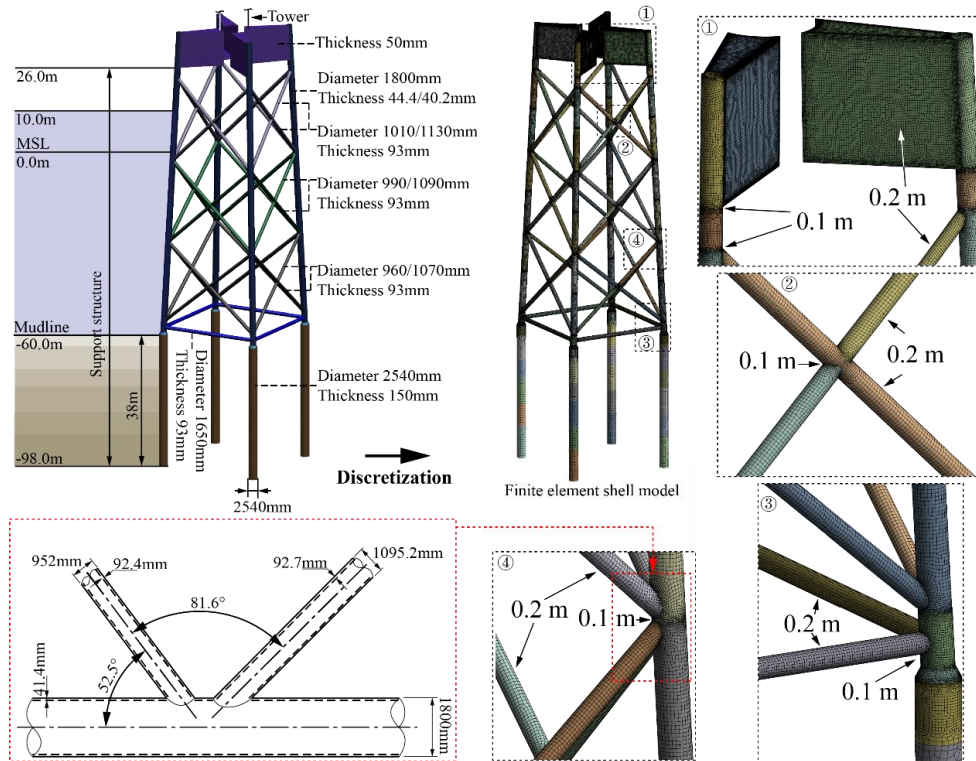 Tower
Thickness 50mm
26.0m
Diameter 1800mm
Thickness 44.4/40.2mm
10.0m
MSL
0.0m
Diameter 1010/1130mm
Thickness 93mm
Diameter 990/1090mm
Thickness 93mm
Support structure
Diameter 960/1070mm
Thickness 93mm
Mudline
-60.0m
38m
-98.0m
Diameter 1650mm
Thickness 93mm
Diameter 2540mm
Thickness 150mm
2540mm
Discretization
①
②
④
③
Finite element shell model
①
0.1 m
0.2 m
②
0.1 m
0.2 m
③
0.2 m
0.1 m
④
0.2 m
0.1 m
952mm
92.4mm
92.7mm
1095.2mm
81.6°
52.5°
41.4mm
1800mm